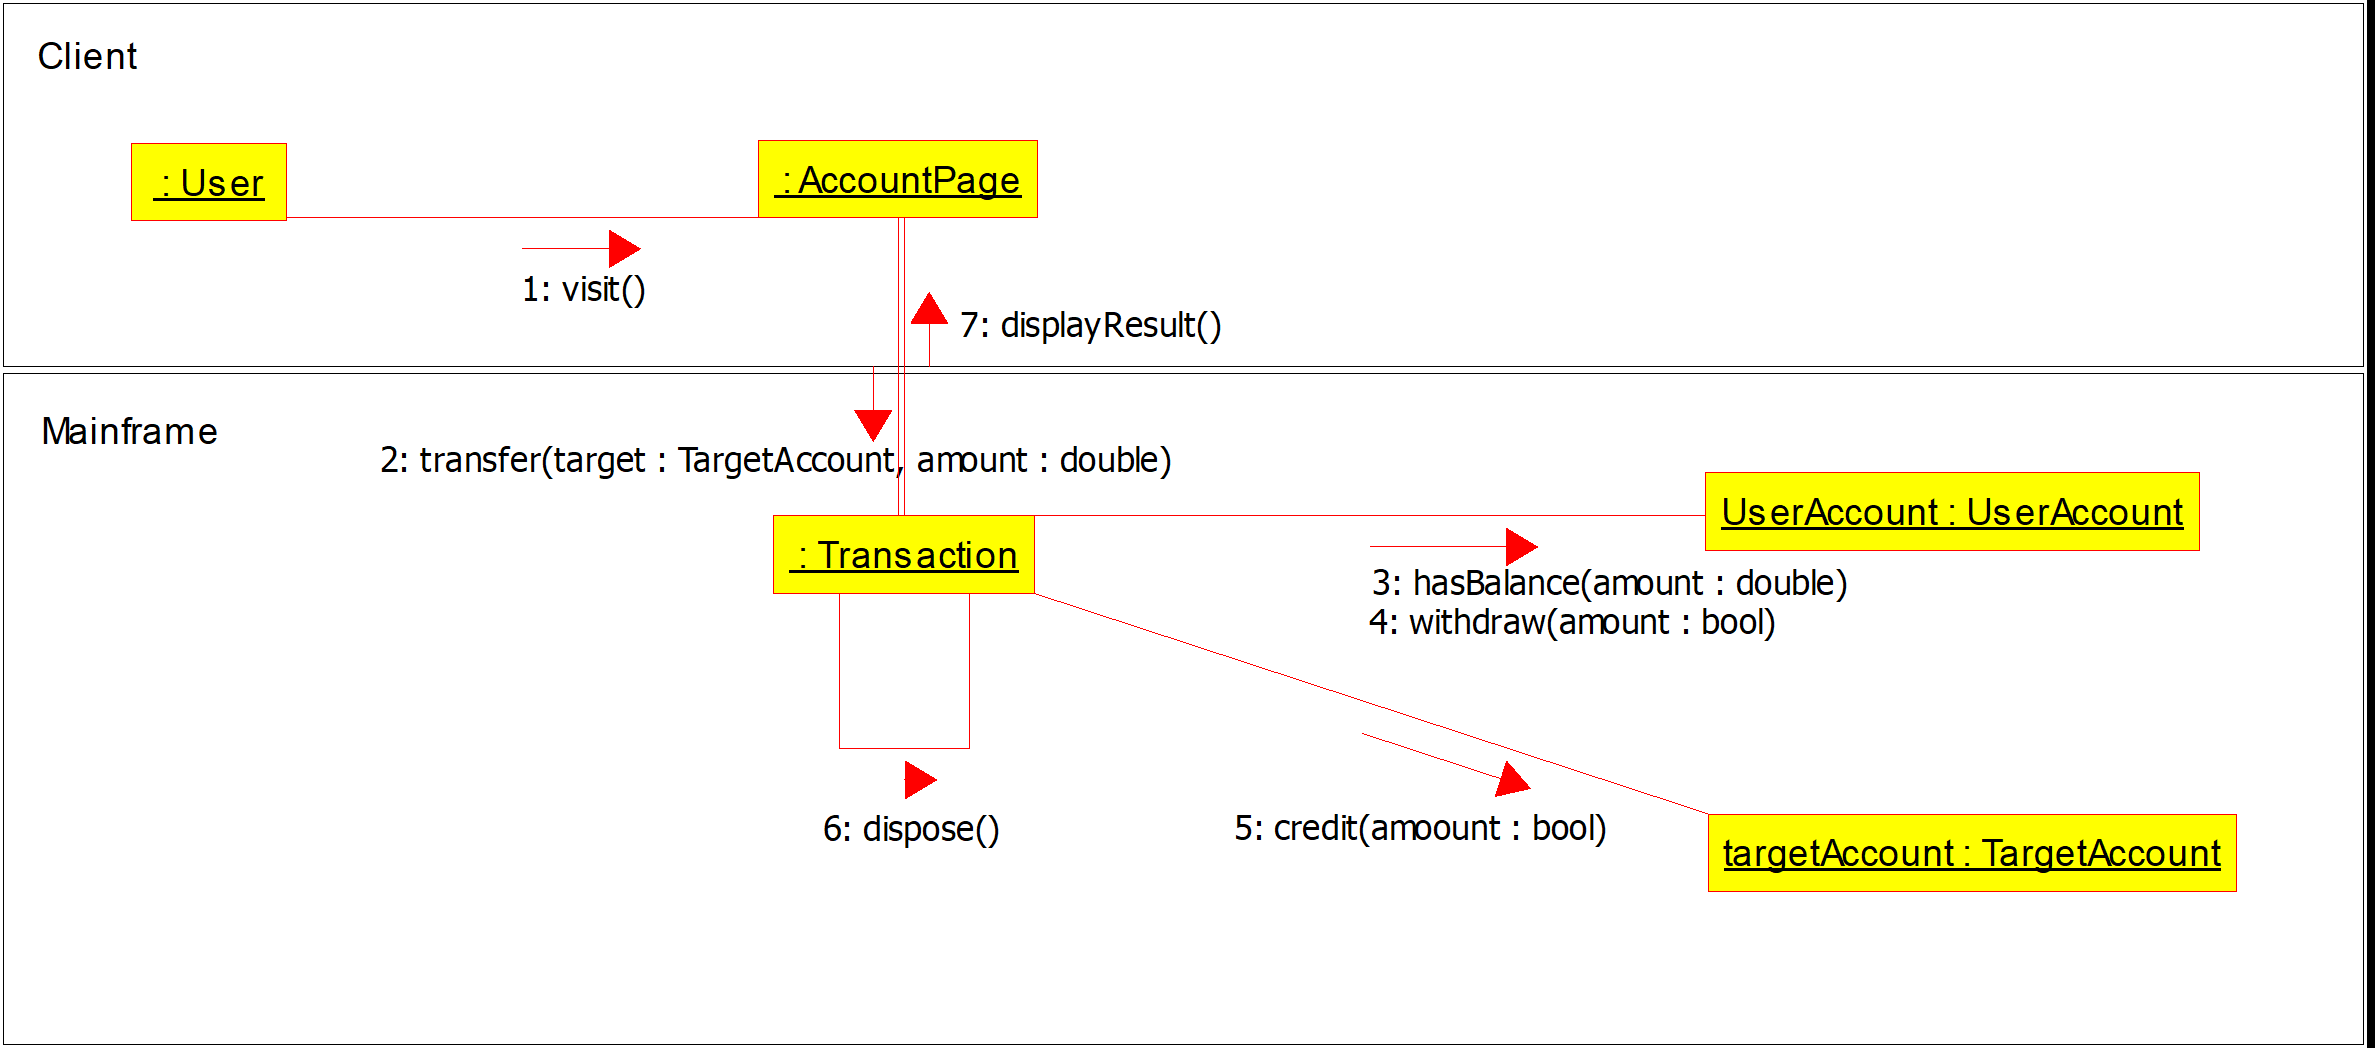 Client
: User
: AccountPage
1: visit()
7: displayResult()
Mainframe
2: transfer(target : TargetAccount, amount : double)
UserAccount : UserAccount
: Transaction
3: hasBalance(amount : double)
4: withdraw(amount : bool)
6: dispose()
5: credit(amoount : bool)
targetAccount : TargetAccount